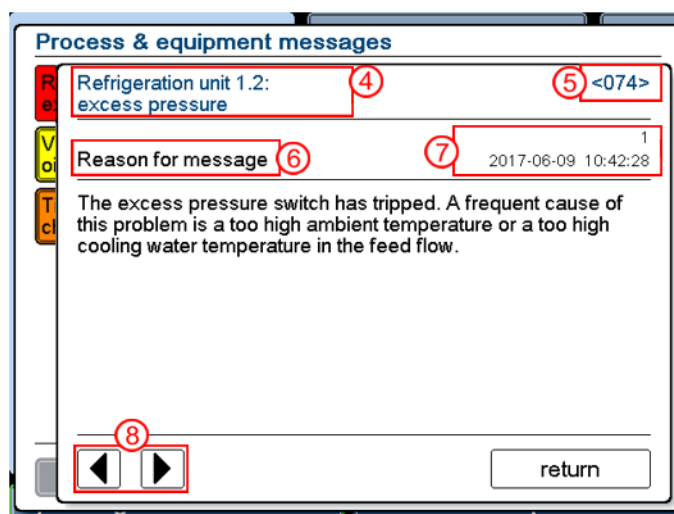 Process & equipment messages
R
e
V
oi
T
cl
Refrigeration unit 1.2:
excess pressure
4
5
<074>
Reason for message
6
7
1
2017-06-09 10:42:28
The excess pressure switch has tripped. A frequent cause of
this problem is a too high ambient temperature or a too high
cooling water temperature in the feed flow.
8
return